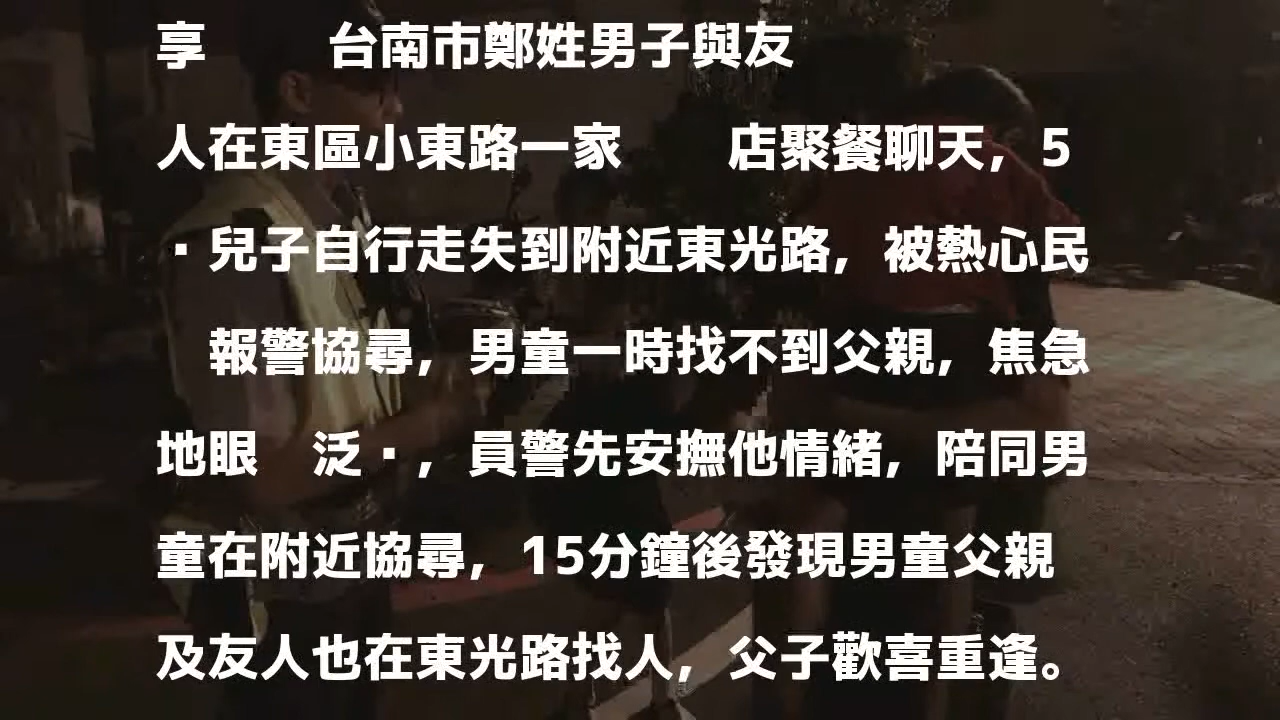 享 台南市鄭姓男子與友
人在東區小東路一家 店聚餐聊天，5
·兒子自行走失到附近東光路，被熱心民
報警協尋，男童一時找不到父親，焦急
地眼 泛·，員警先安撫他情緒，陪同男
童在附近協尋，15分鐘後發現男童父親
及友人也在東光路找人，父子歡喜重逢。